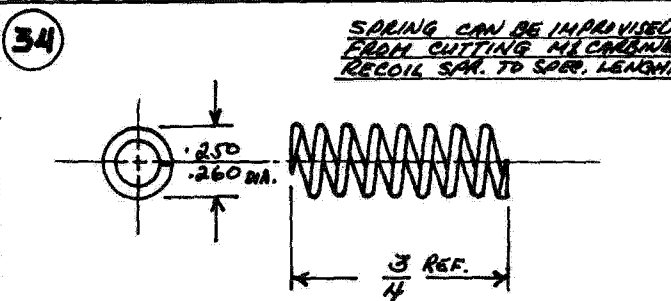 34
SPRING CAN BE IMPROVISED
FROM CUTTING M1 CARBINE
RECOIL SPR. TO SPEC. LENGHT
.250
.260 DIA.
3/4 REF.